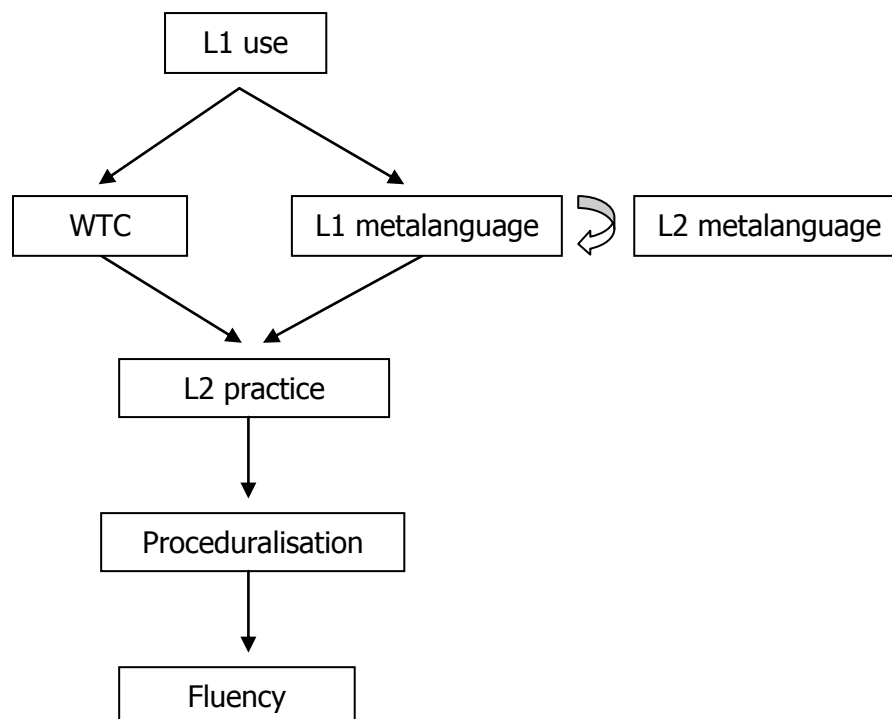 L1 use
WTC
L1 metalanguage
L2 metalanguage
L2 practice
Proceduralisation
Fluency